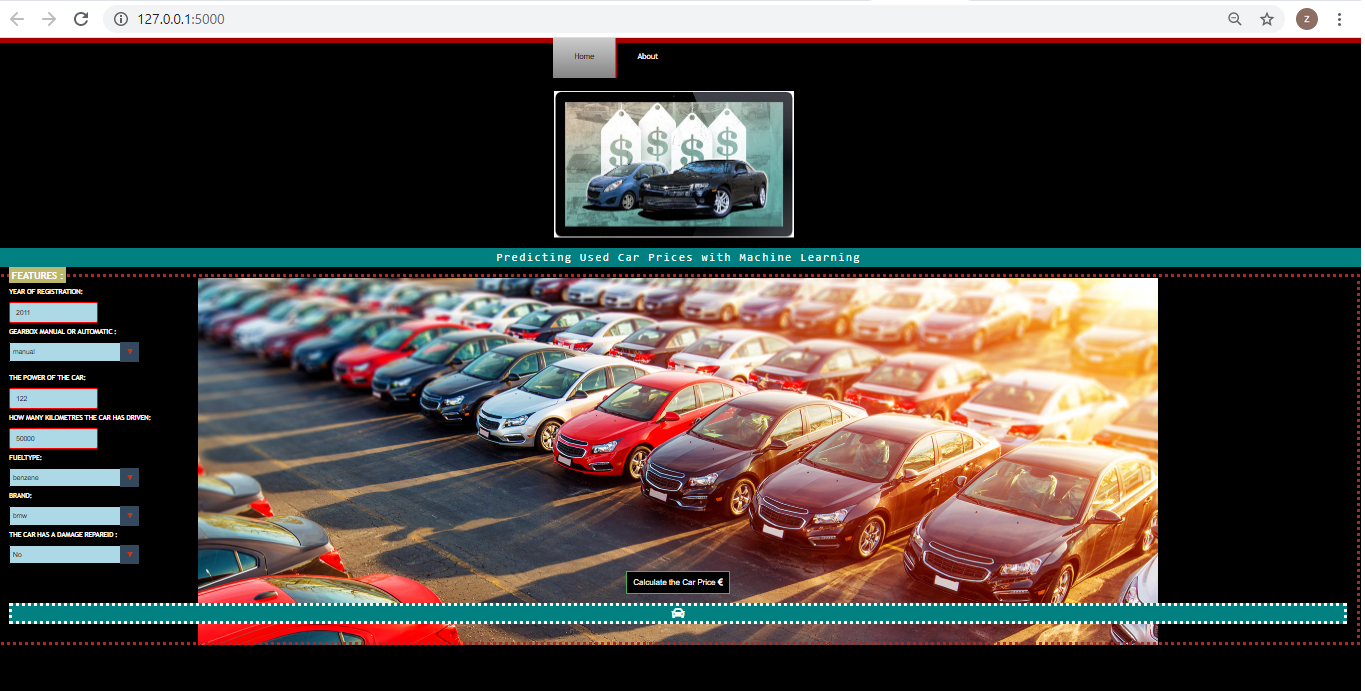 127.0.0.1:5000
z
Home
About
$ $ $ $
Predicting Used Car Prices with Machine Learning
FEATURES :
YEAR OF REGISTRATION:
2011
GEARBOX MANUAL OR AUTOMATIC :
manual
THE POWER OF THE CAR:
122
HOW MANY KILOMETRES THE CAR HAS DRIVEN:
50000
FUELTYPE:
benzene
BRAND:
bmw
THE CAR HAS A DAMAGE REPAREID :
No
Calculate the Car Price €